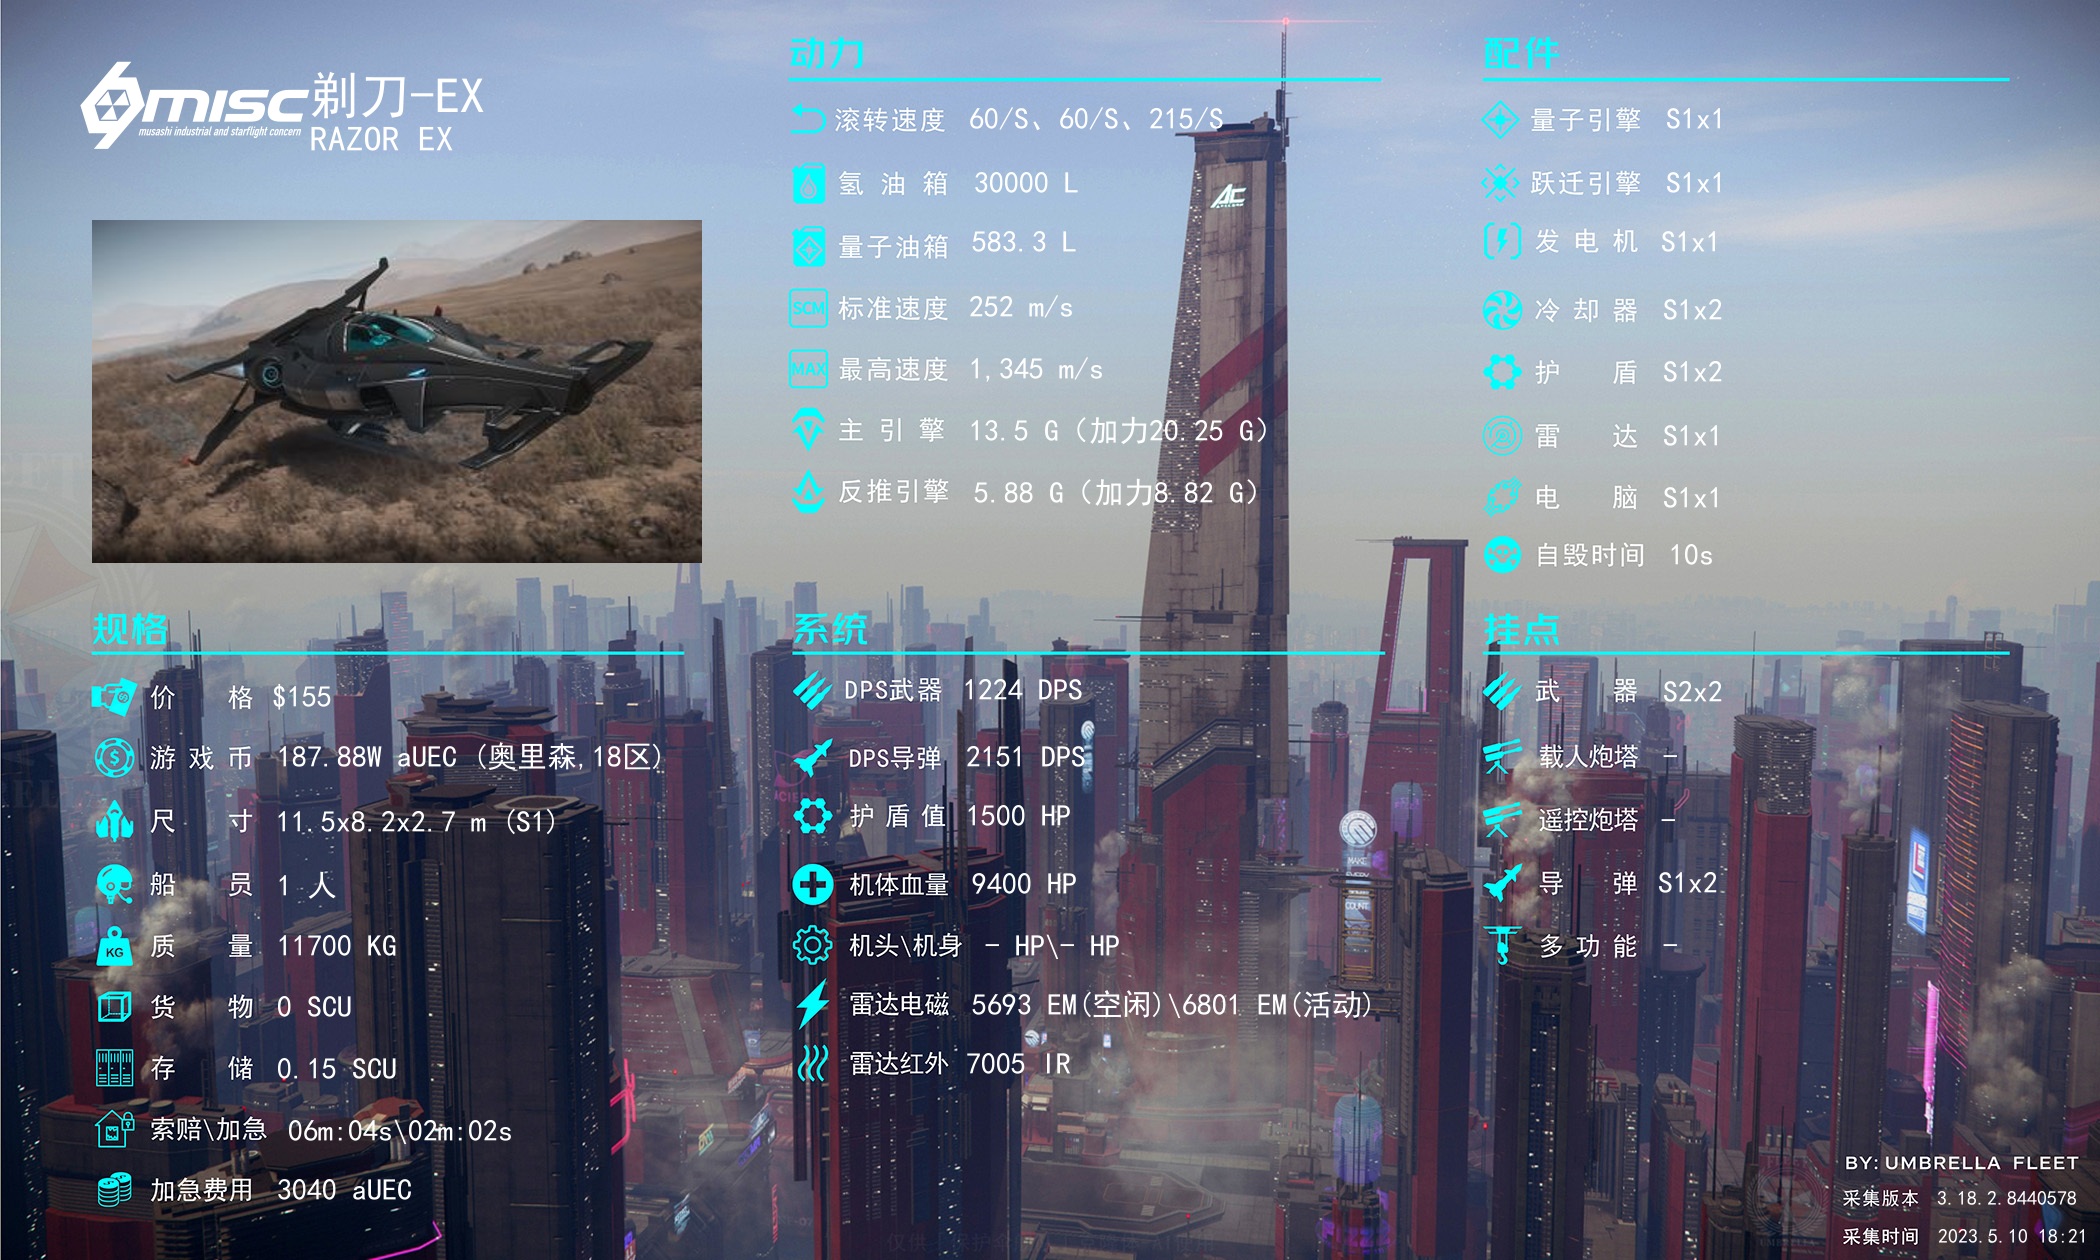 MISC
musashi industrial and starflight concern
剃刀-EX
RAZOR EX
动力
滚转速度 60/S、60/S、215/S
氢油箱 30000 L
量子油箱 583.3 L
SCM 标准速度 252 m/s
MAX 最高速度 1,345 m/s
主引擎 13.5 G（加力20.25 G）
反推引擎 5.88 G（加力8.82 G）
配件
量子引擎 S1x1
跃迁引擎 S1x1
发电机 S1x1
冷却器 S1x2
护盾 S1x2
雷达 S1x1
电脑 S1x1
自毁时间 10s
规格
价格 $155
游戏币 187.88W aUEC (奥里森,18区)
尺寸 11.5x8.2x2.7 m (S1)
船员 1 人
KG 质量 11700 KG
货物 0 SCU
存储 0.15 SCU
索赔\加急 06m:04s\02m:02s
加急费用 3040 aUEC
系统
DPS武器 1224 DPS
DPS导弹 2151 DPS
护盾值 1500 HP
机体血量 9400 HP
机头\机身 - HP\- HP
雷达电磁 5693 EM(空闲)\6801 EM(活动)
雷达红外 7005 IR
挂点
武器 S2x2
载人炮塔 -
遥控炮塔 -
导弹 S1x2
多功能 -
AC
MAKE
EVERY
COUNT
BY: UMBRELLA FLEET
采集版本 3.18.2.8440578
采集时间 2023.5.10 18:21